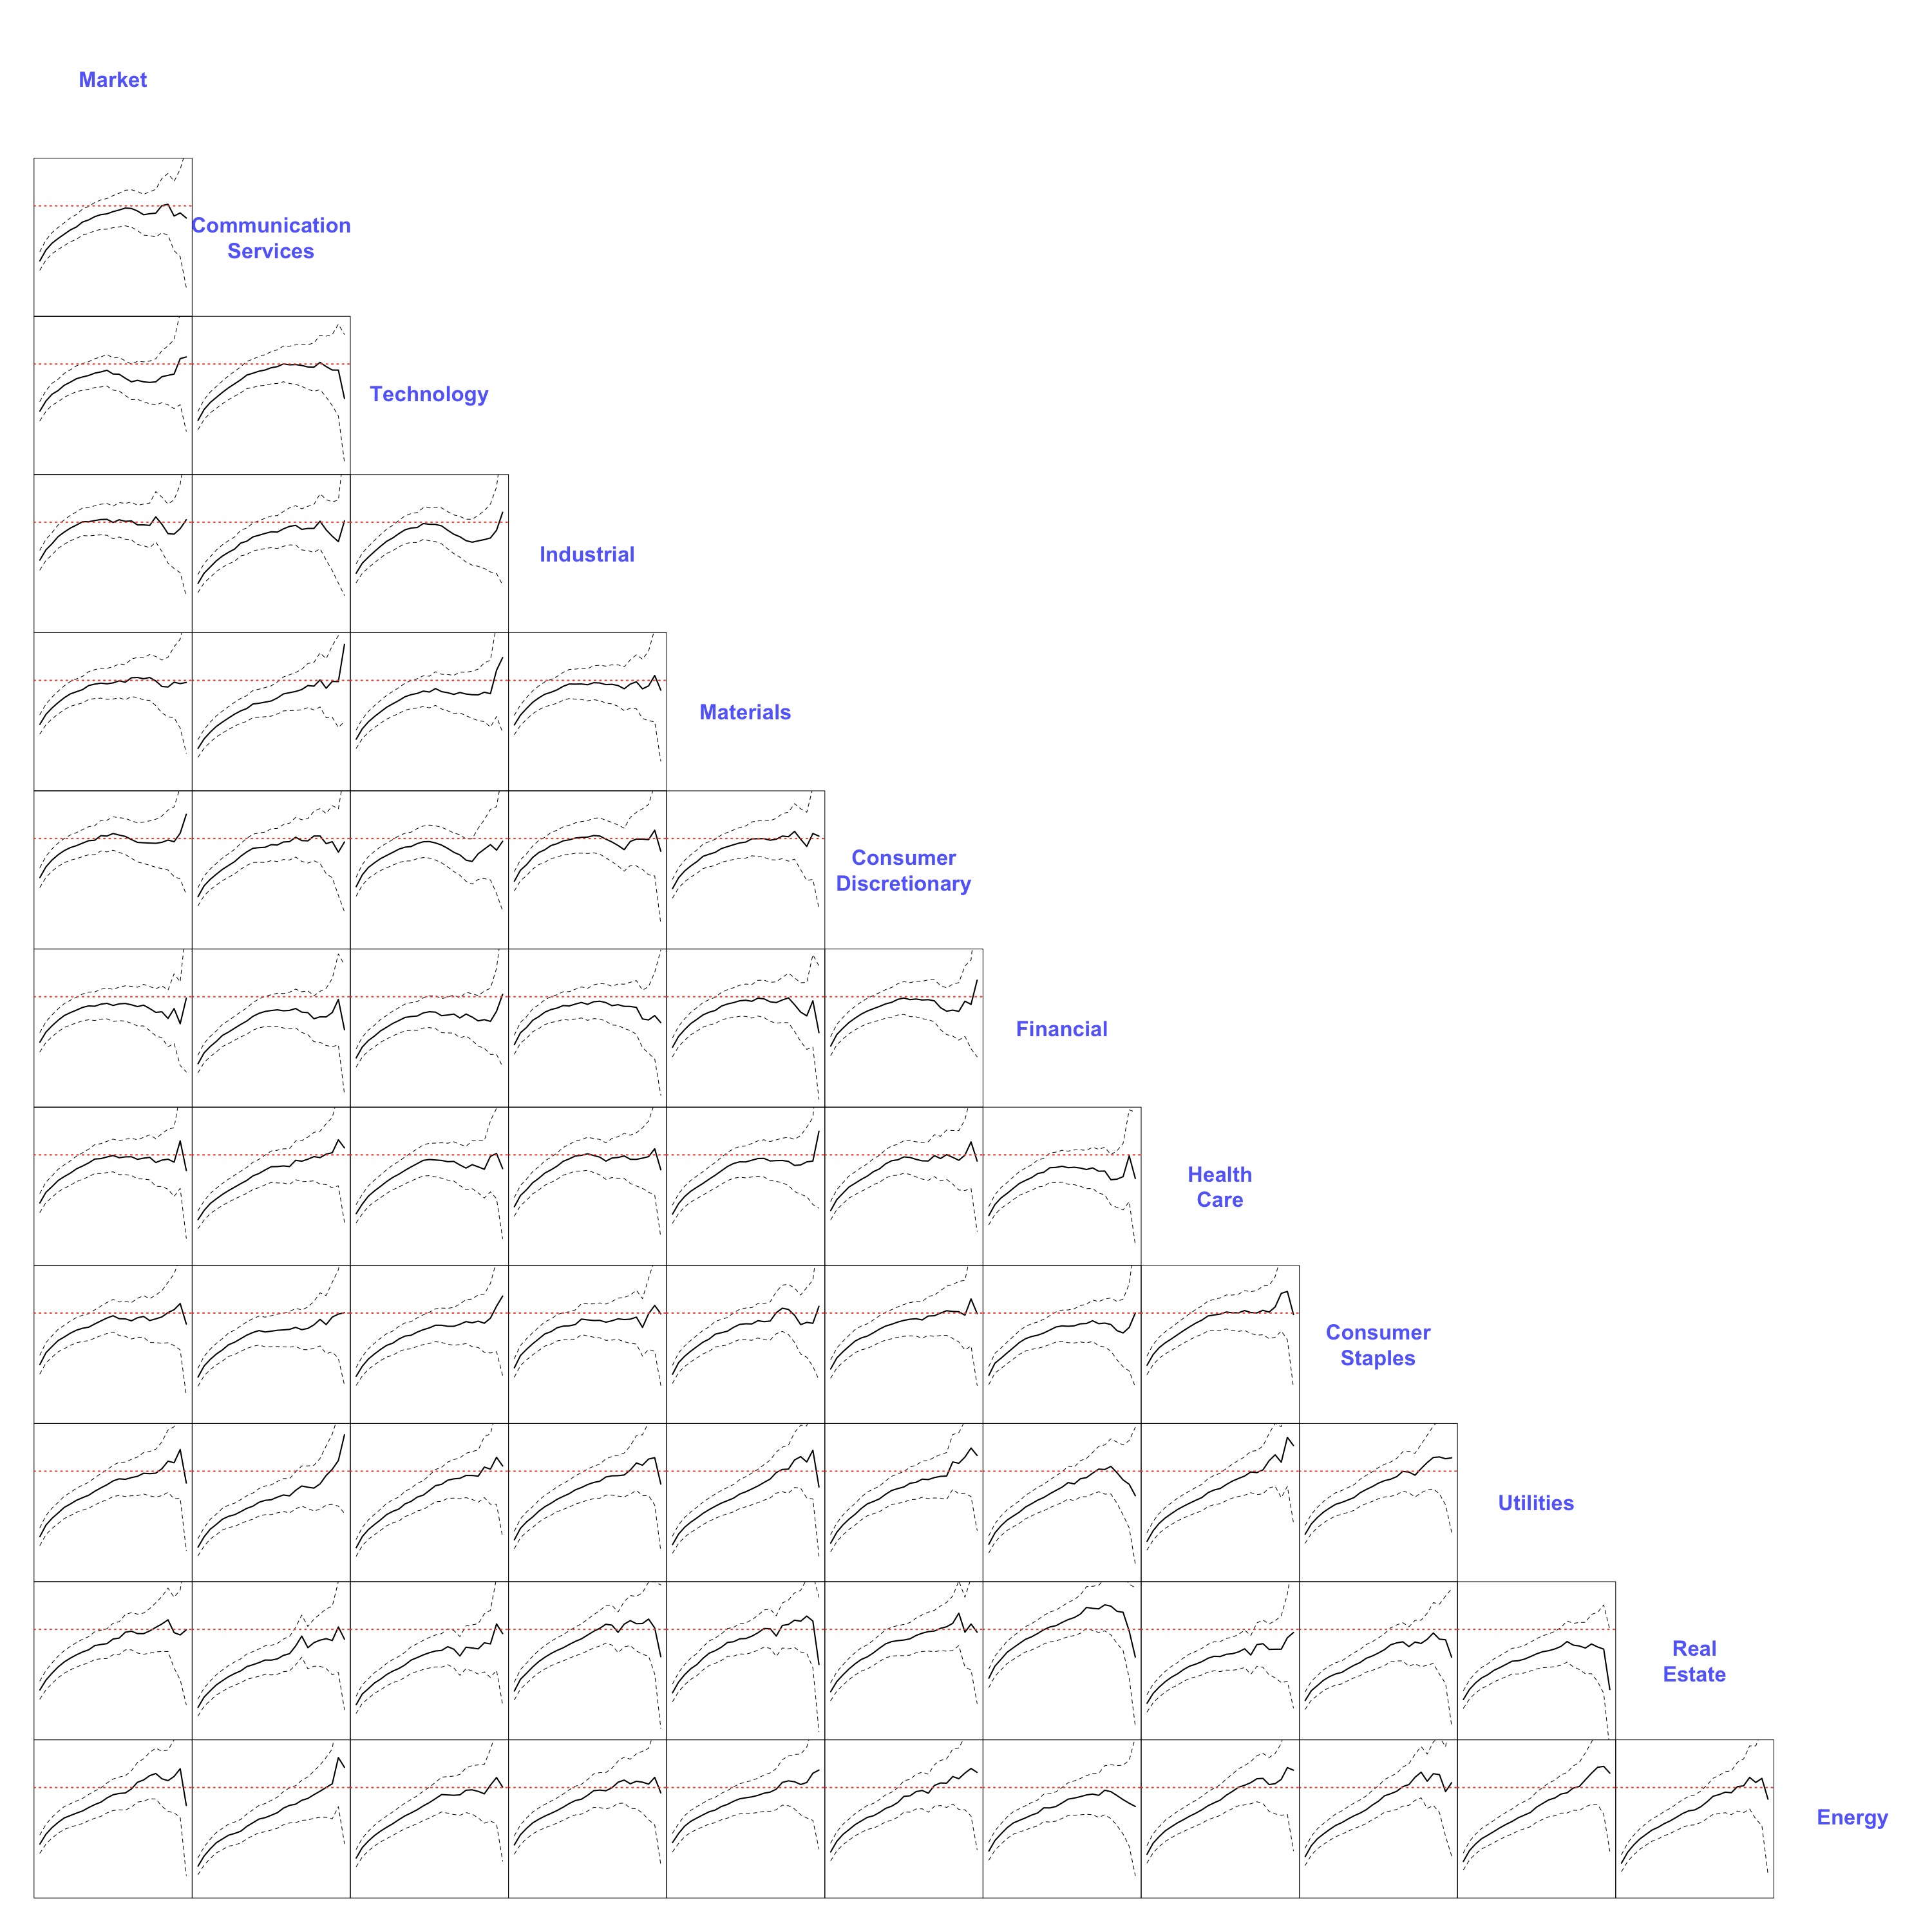 Market
Communication
Services
Technology
Industrial
Materials
Consumer
Discretionary
Financial
Health
Care
Consumer
Staples
Utilities
Real
Estate
Energy